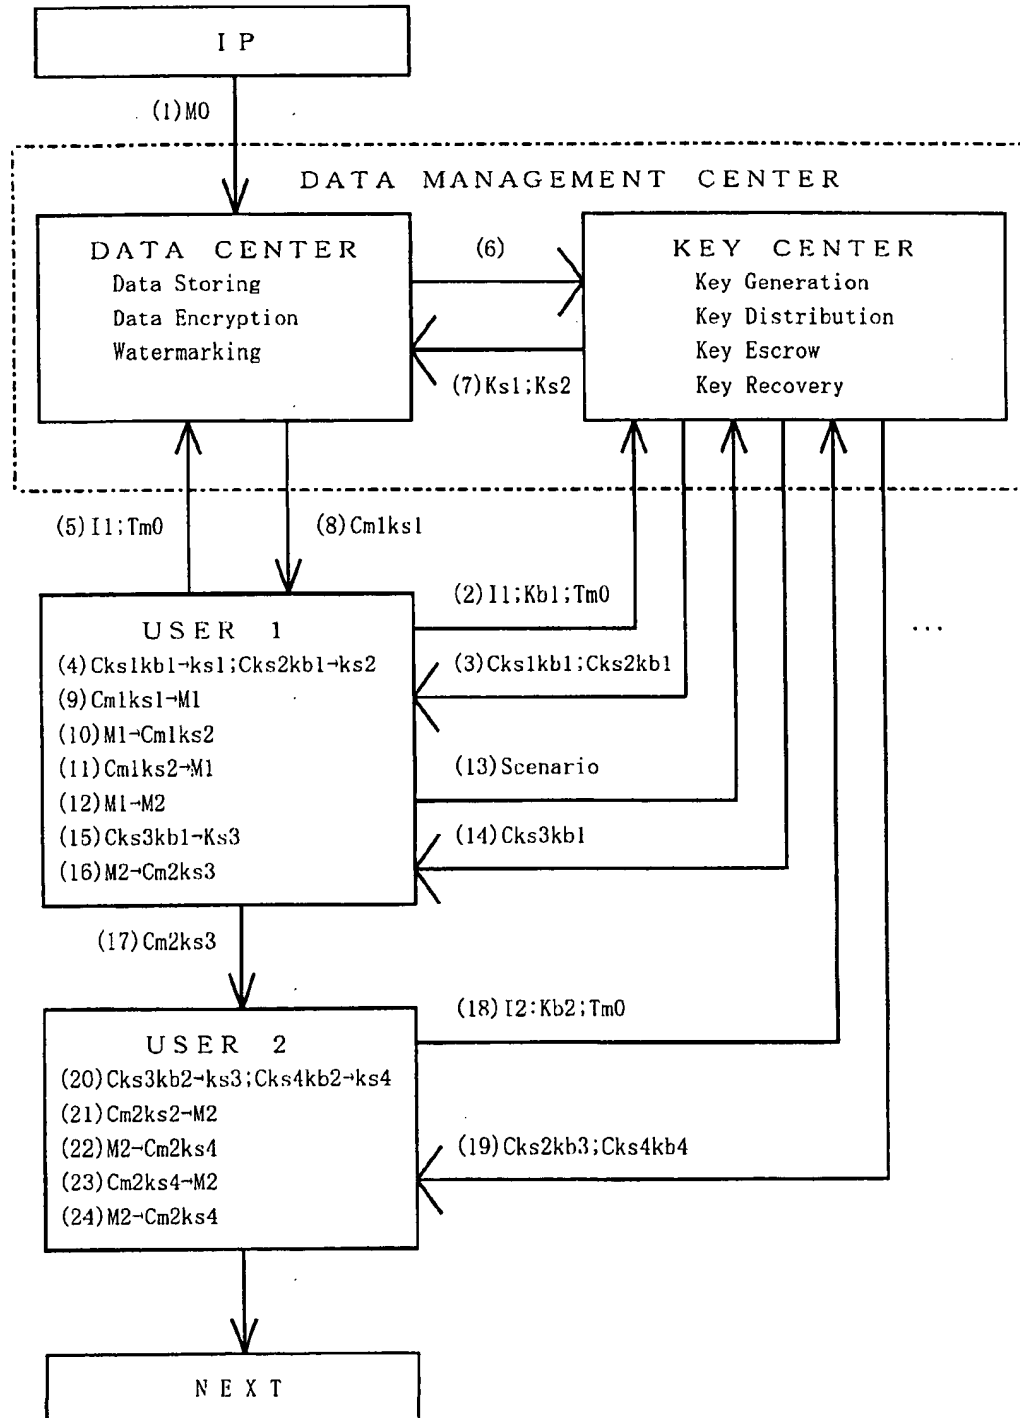 IP
(1)M0
DATA MANAGEMENT CENTER
DATA CENTER
Data Storing
Data Encryption
Watermarking
(6)
(7)Ks1;Ks2
KEY CENTER
Key Generation
Key Distribution
Key Escrow
Key Recovery
(5)I1;Tm0
(8)Cm1ks1
(2)I1;Kb1;Tm0
(3)Cks1kb1;Cks2kb1
(13)Scenario
(14)Cks3kb1
...
USER 1
(4)Cks1kb1→ks1;Cks2kb1→ks2
(9)Cm1ks1→M1
(10)M1→Cm1ks2
(11)Cm1ks2→M1
(12)M1→M2
(15)Cks3kb1→Ks3
(16)M2→Cm2ks3
(17)Cm2ks3
(18)I2:Kb2;Tm0
(19)Cks2kb3;Cks4kb4
USER 2
(20)Cks3kb2→ks3;Cks4kb2→ks4
(21)Cm2ks2→M2
(22)M2→Cm2ks4
(23)Cm2ks4→M2
(24)M2→Cm2ks4
NEXT